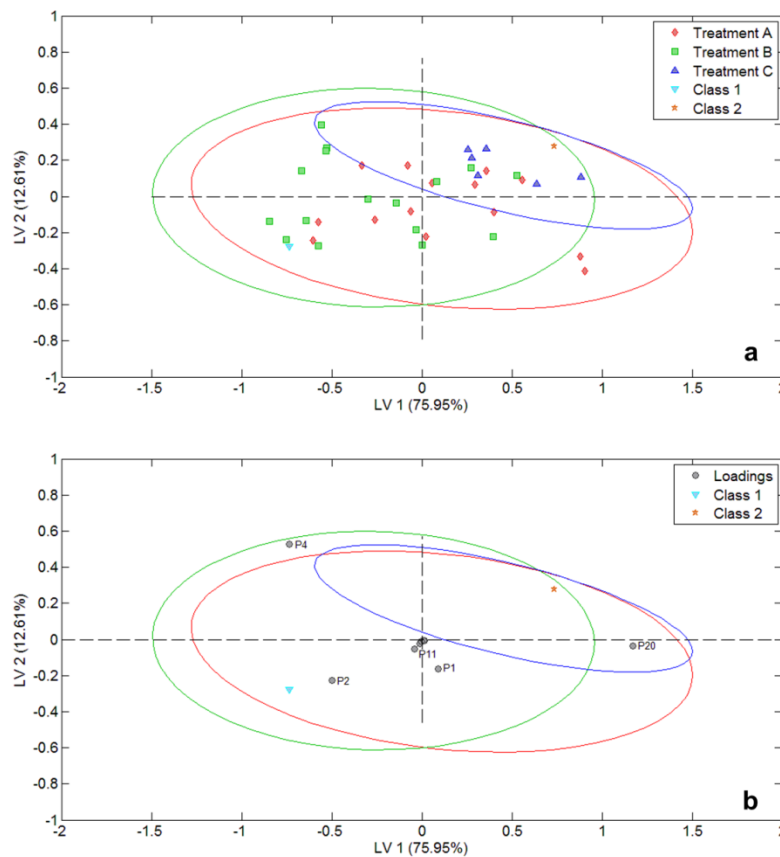 1
0.8
0.6
0.4
0.2
0
-0.2
-0.4
-0.6
-0.8
-1
LV 2 (12.61%)
Treatment A
Treatment B
Treatment C
Class 1
Class 2
a
-2
-1.5
-1
-0.5
0
0.5
1
1.5
2
LV 1 (75.95%)
1
0.8
0.6
0.4
0.2
0
-0.2
-0.4
-0.6
-0.8
-1
LV 2 (12.61%)
Loadings
Class 1
Class 2
P4
P20
P11
P1
P2
b
-2
-1.5
-1
-0.5
0
0.5
1
1.5
2
LV 1 (75.95%)